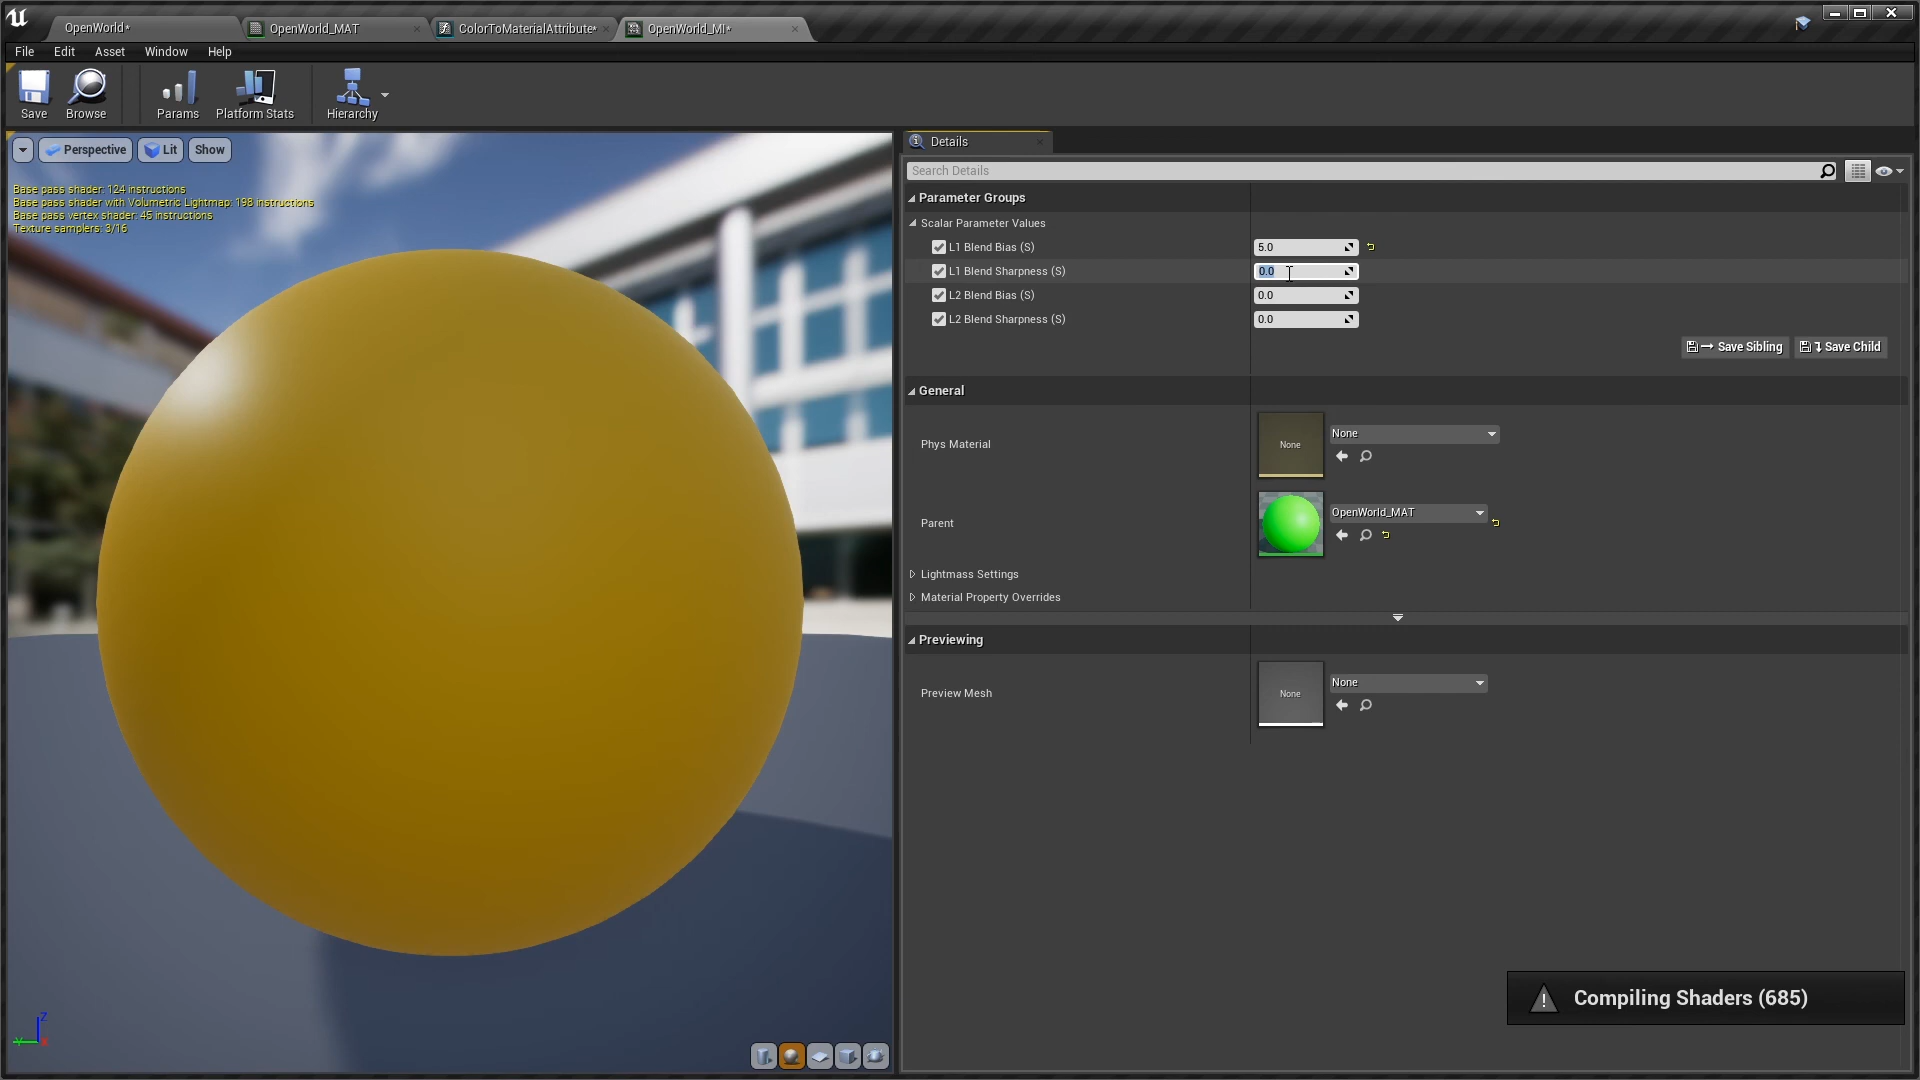 OpenWorld*
OpenWorld_MAT
ColorToMaterialAttribute*
OpenWorld_MI*
File Edit Asset Window Help
Save Browse Params Platform Stats Hierarchy
Perspective Lit Show
Base pass shader: 124 instructions
Base pass shader with Volumetric Lightmap: 198 instructions
Base pass vertex shader: 45 instructions
Texture samplers: 3/16
Z
Y
Details
Search Details
Parameter Groups
Scalar Parameter Values
L1 Blend Bias (S) 5.0
L1 Blend Sharpness (S) 0.0
L2 Blend Bias (S) 0.0
L2 Blend Sharpness (S) 0.0
Save Sibling Save Child
General
Phys Material None None
Parent OpenWorld_MAT
Lightmass Settings
Material Property Overrides
Previewing
Preview Mesh None None
Compiling Shaders (685)